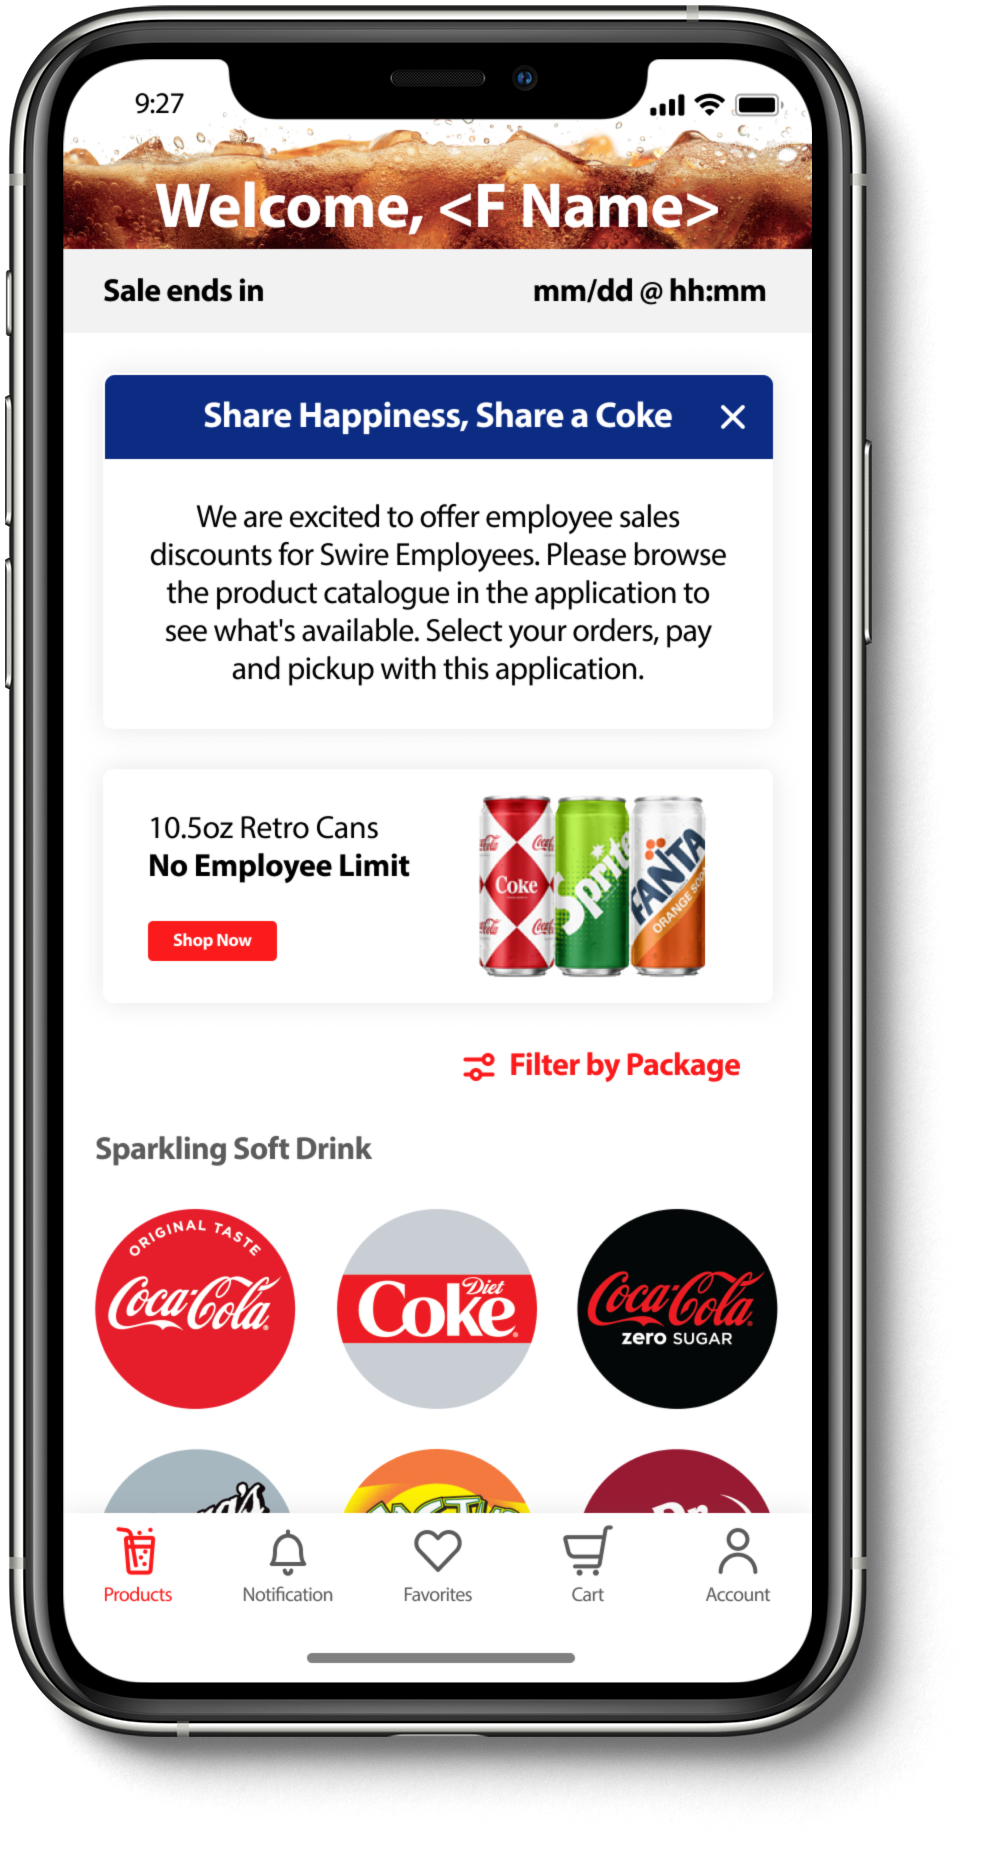 9:27
Welcome, <F Name>
Sale ends in mm/dd @ hh:mm
Share Happiness, Share a Coke
We are excited to offer employee sales
discounts for Swire Employees. Please browse
the product catalogue in the application to
see what's available. Select your orders, pay
and pickup with this application.
10.5oz Retro Cans
No Employee Limit
Shop Now
Coke
Sprite
FANTA
Filter by Package
Sparkling Soft Drink
ORIGINAL TASTE
Coca-Cola
Diet
Coke
Coca-Cola
zero SUGAR
Dr
Products
Notification
Favorites
Cart
Account